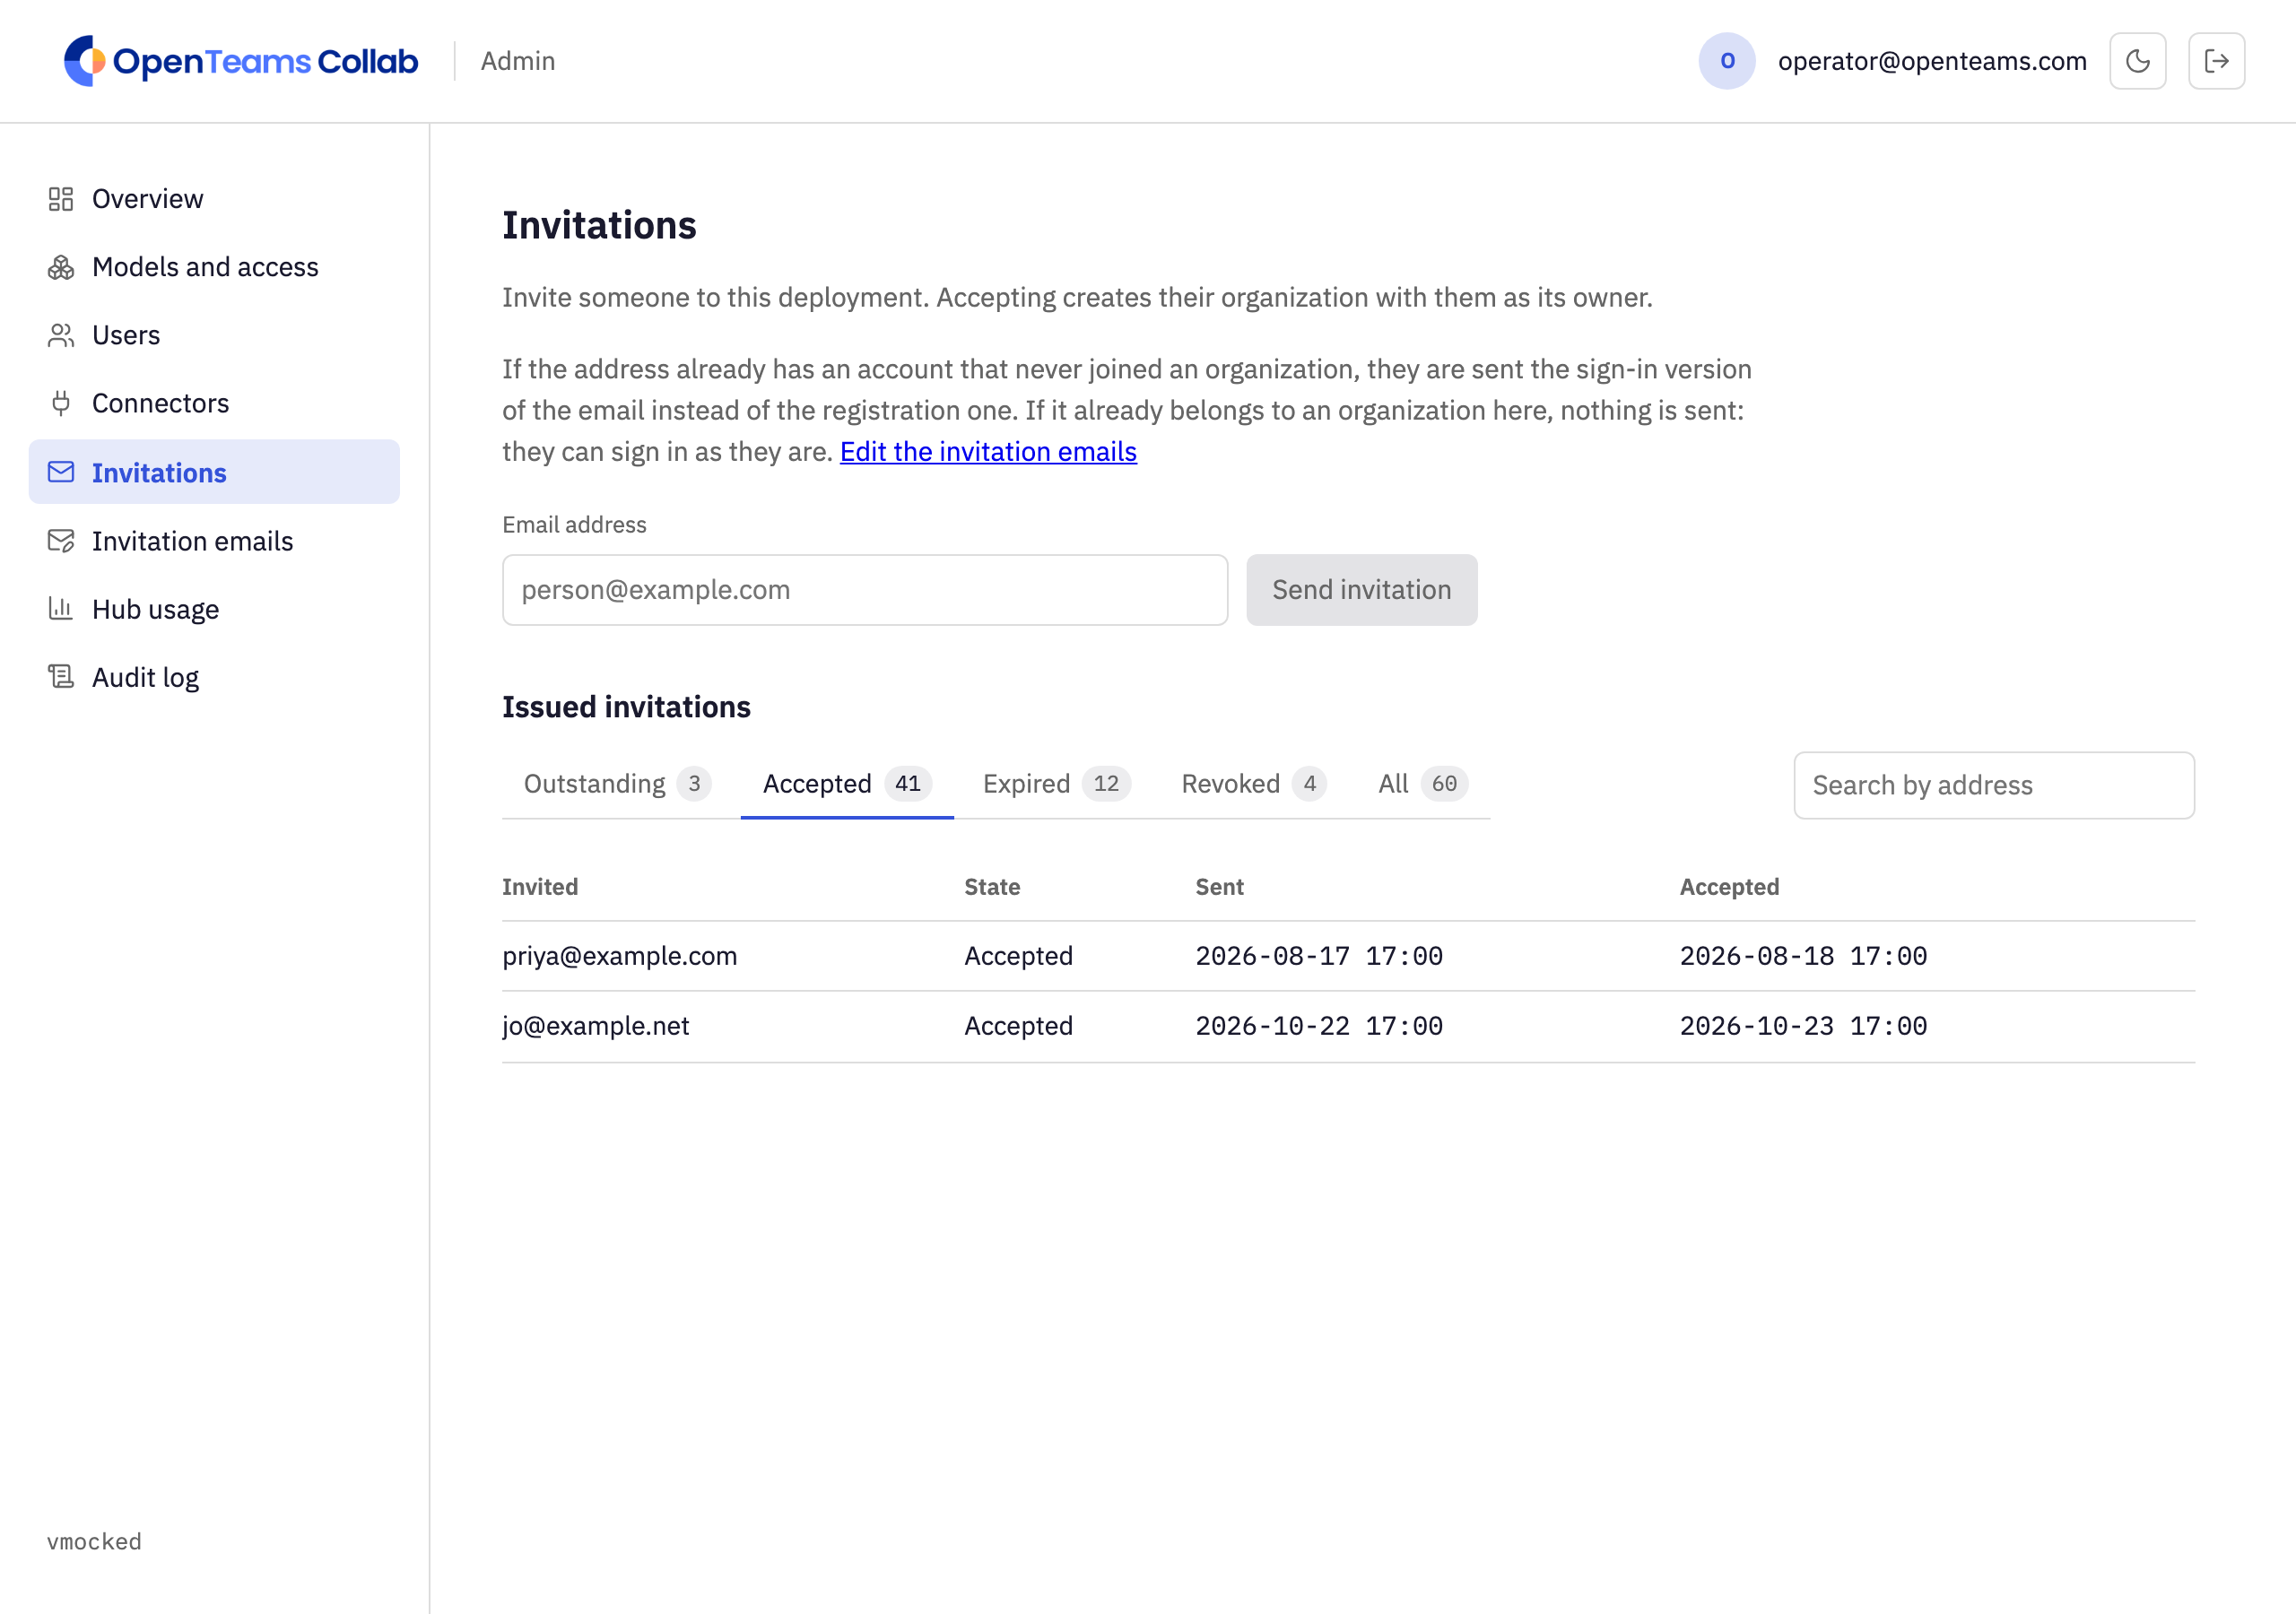 OpenTeams Collab
Admin
O
operator@openteams.com
Overview
Models and access
Users
Connectors
Invitations
Invitation emails
Hub usage
Audit log
vmocked
Invitations
Invite someone to this deployment. Accepting creates their organization with them as its owner.
If the address already has an account that never joined an organization, they are sent the sign-in version
of the email instead of the registration one. If it already belongs to an organization here, nothing is sent:
they can sign in as they are. Edit the invitation emails
Email address
person@example.com
Send invitation
Issued invitations
Outstanding 3 Accepted 41 Expired 12 Revoked 4 All 60
Search by address
Invited State Sent Accepted
priya@example.com Accepted 2026-08-17 17:00 2026-08-18 17:00
jo@example.net Accepted 2026-10-22 17:00 2026-10-23 17:00